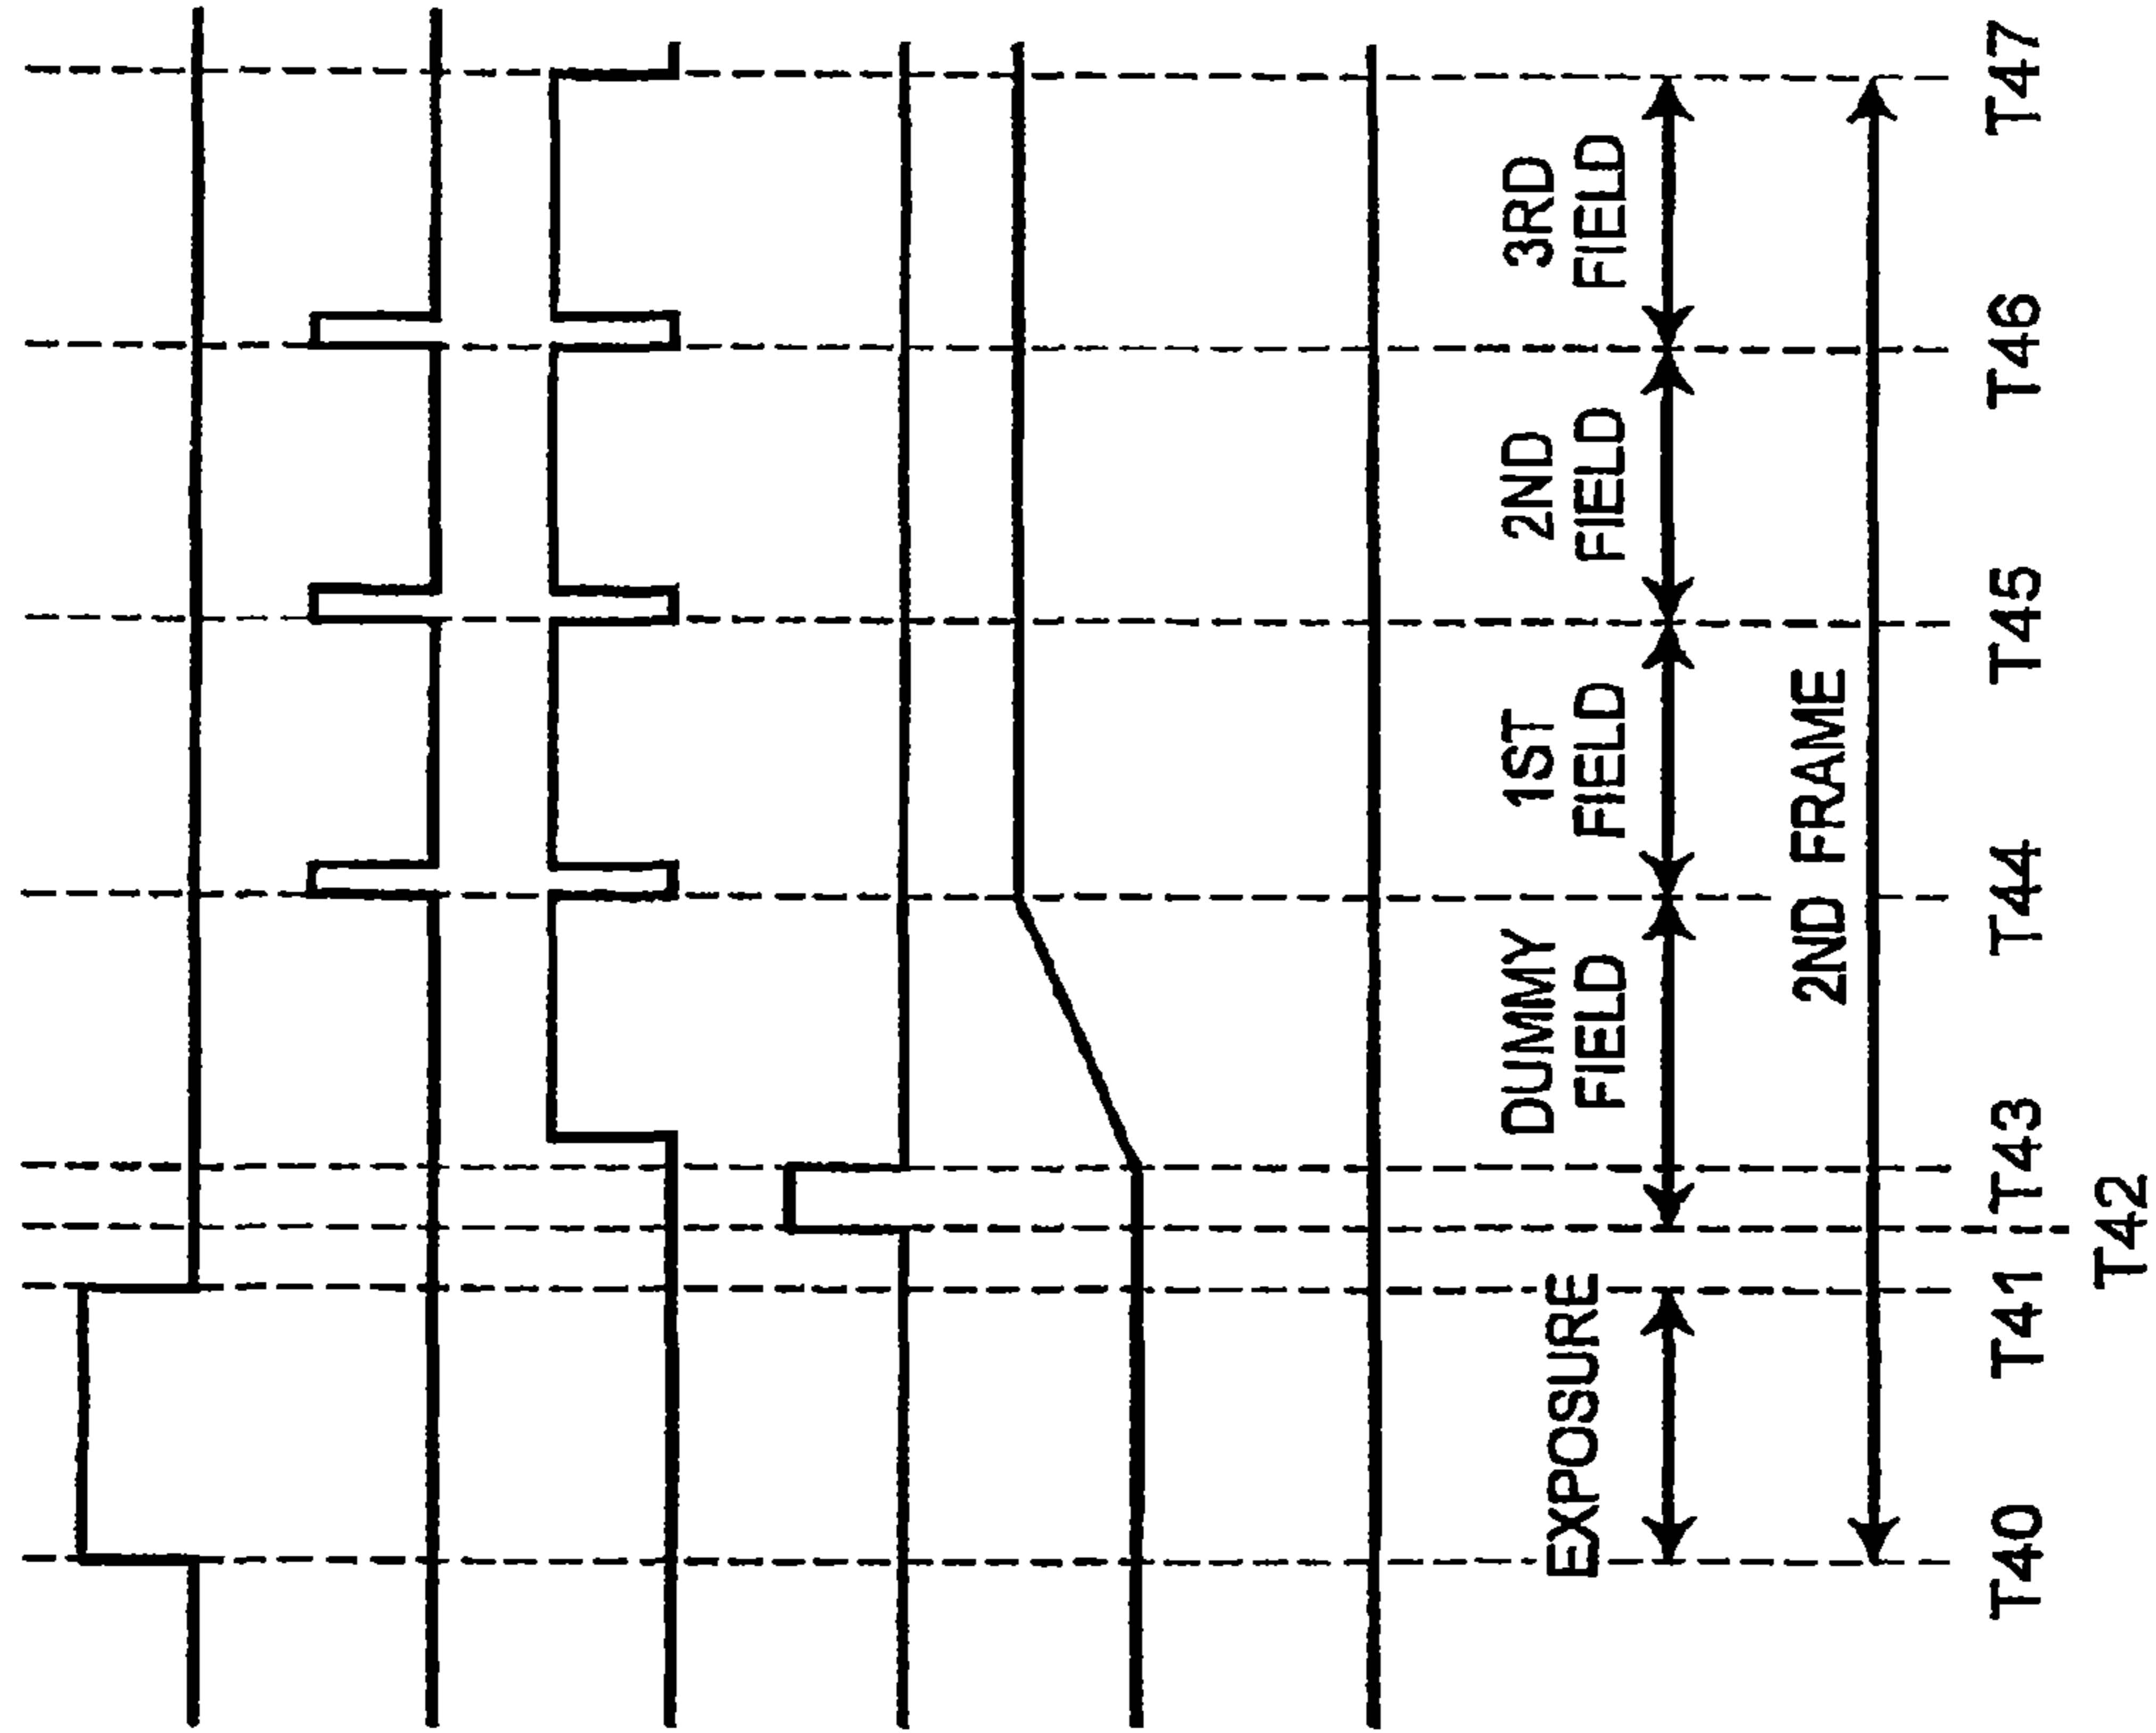 EXPOSURE
DUMMY
FIELD
1ST
FIELD
2ND
FIELD
3RD
FIELD
2ND FRAME
T40 T41 T43 T44 T45 T46 T47
T42